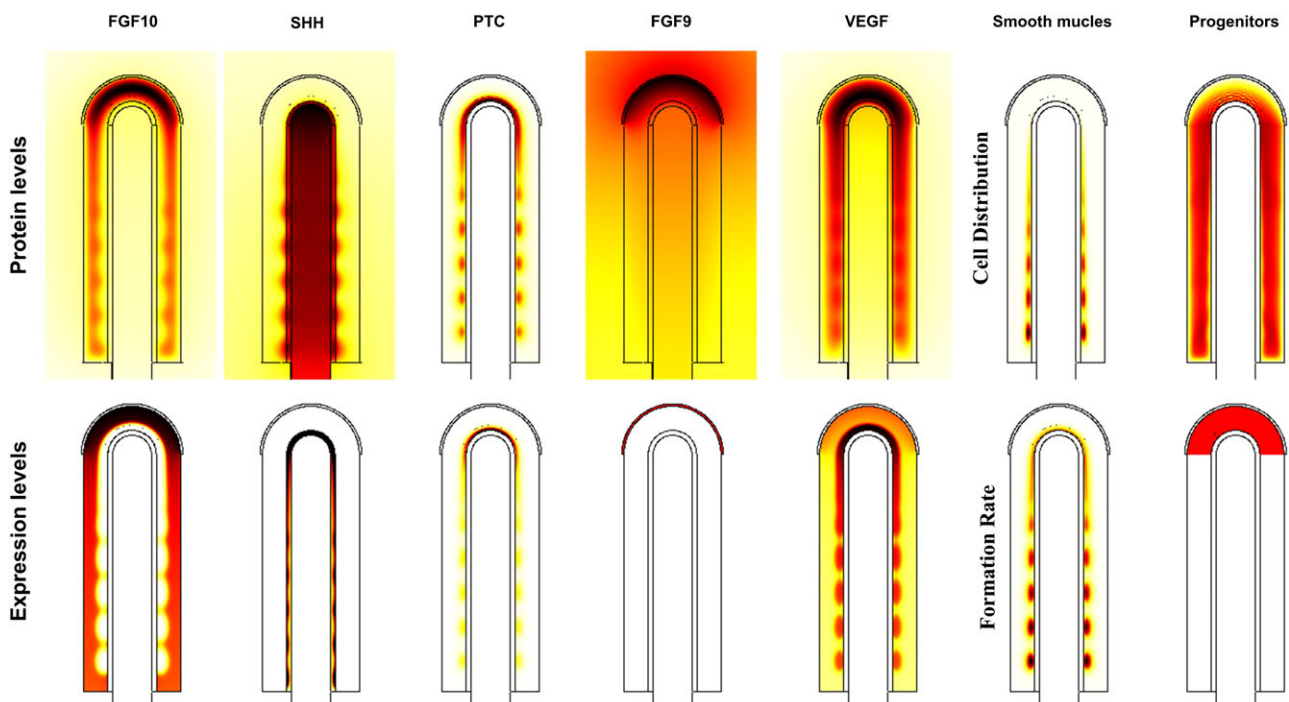 FGF10 SHH PTC FGF9 VEGF Smooth mucles Progenitors
Protein levels
Cell Distribution
Expression levels
Formation Rate